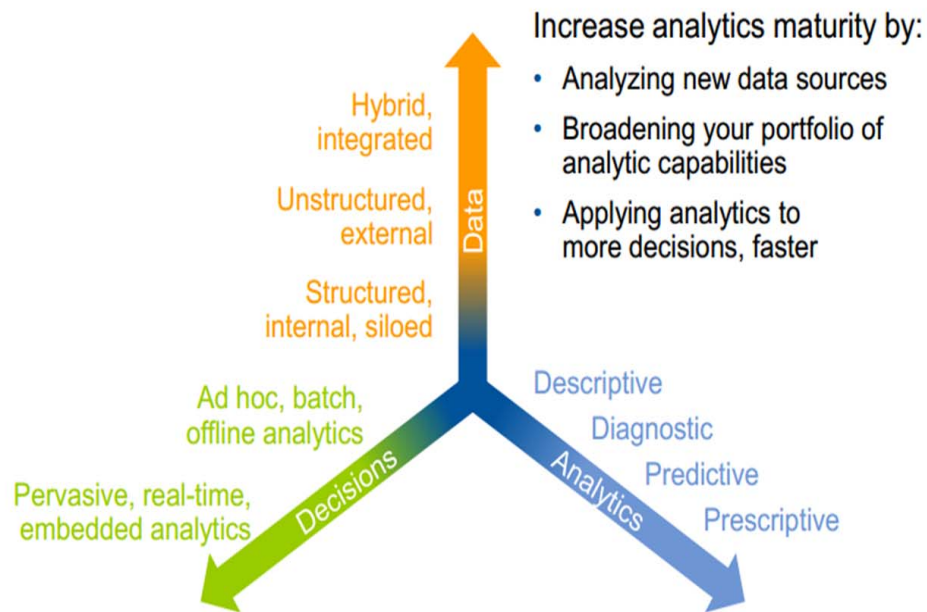 Increase analytics maturity by:
• Analyzing new data sources
• Broadening your portfolio of
analytic capabilities
• Applying analytics to
more decisions, faster
Hybrid,
integrated
Unstructured,
external
Structured,
internal, siloed
Data
Ad hoc, batch,
offline analytics
Pervasive, real-time,
embedded analytics
Decisions
Descriptive
Diagnostic
Predictive
Prescriptive
Analytics